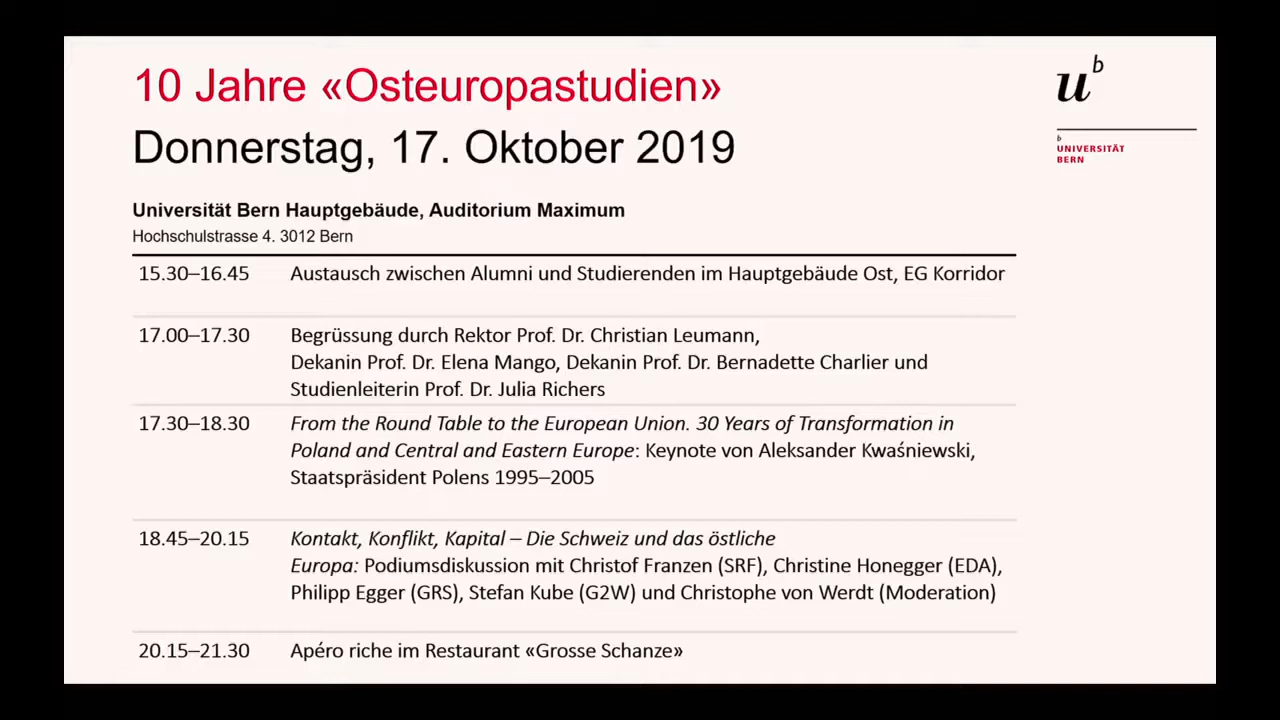 10 Jahre «Osteuropastudien»
Donnerstag, 17. Oktober 2019
u^b
b
UNIVERSITÄT
BERN
Universität Bern Hauptgebäude, Auditorium Maximum
Hochschulstrasse 4. 3012 Bern
15.30–16.45 Austausch zwischen Alumni und Studierenden im Hauptgebäude Ost, EG Korridor
17.00–17.30 Begrüssung durch Rektor Prof. Dr. Christian Leumann,
Dekanin Prof. Dr. Elena Mango, Dekanin Prof. Dr. Bernadette Charlier und
Studienleiterin Prof. Dr. Julia Richers
17.30–18.30 From the Round Table to the European Union. 30 Years of Transformation in
Poland and Central and Eastern Europe: Keynote von Aleksander Kwaśniewski,
Staatspräsident Polens 1995–2005
18.45–20.15 Kontakt, Konflikt, Kapital – Die Schweiz und das östliche
Europa: Podiumsdiskussion mit Christof Franzen (SRF), Christine Honegger (EDA),
Philipp Egger (GRS), Stefan Kube (G2W) und Christophe von Werdt (Moderation)
20.15–21.30 Apéro riche im Restaurant «Grosse Schanze»